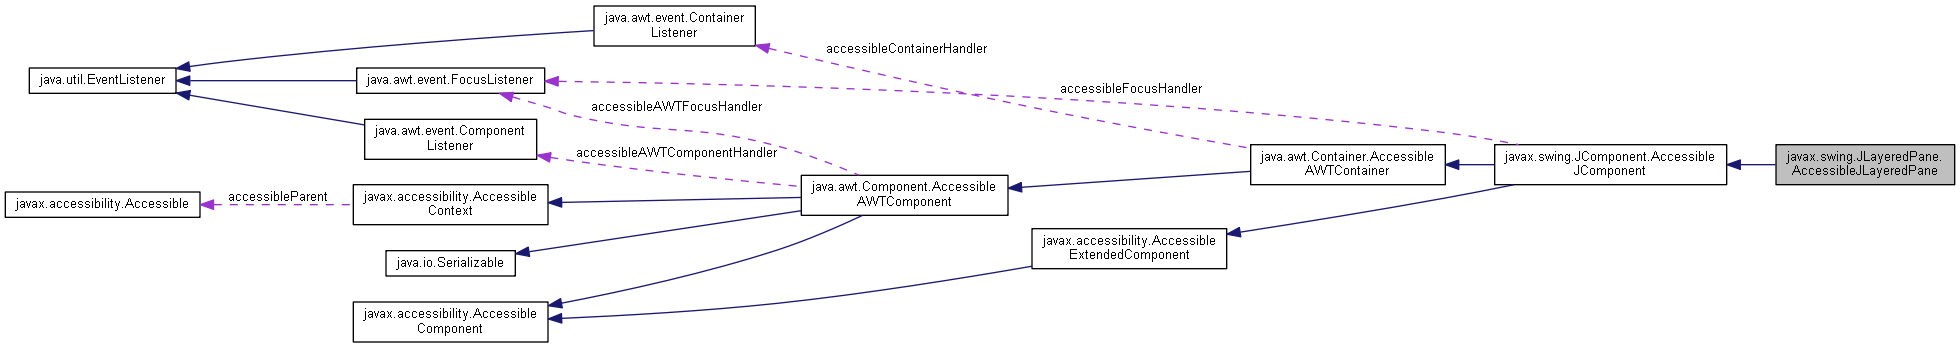 java.awt.event.Container
Listener
accessibleContainerHandler
java.util.EventListener
java.awt.event.FocusListener
accessibleFocusHandler
accessibleAWTFocusHandler
java.awt.event.Component
Listener
accessibleAWTComponentHandler
java.awt.Container.Accessible
AWTContainer
javax.swing.JComponent.Accessible
JComponent
javax.swing.JLayeredPane.
AccessibleJLayeredPane
java.awt.Component.Accessible
AWTComponent
javax.accessibility.Accessible
accessibleParent
javax.accessibility.Accessible
Context
java.io.Serializable
javax.accessibility.Accessible
ExtendedComponent
javax.accessibility.Accessible
Component